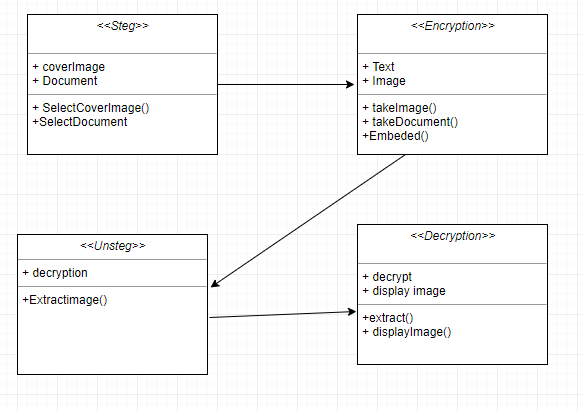 <<Steg>>
+ coverImage
+ Document
+ SelectCoverImage()
+SelectDocument
<<Encryption>>
+ Text
+ Image
+ takeImage()
+ takeDocument()
+Embeded()
<<Unsteg>>
+ decryption
+Extractimage()
<<Decryption>>
+ decrypt
+ display image
+extract()
+ displayImage()